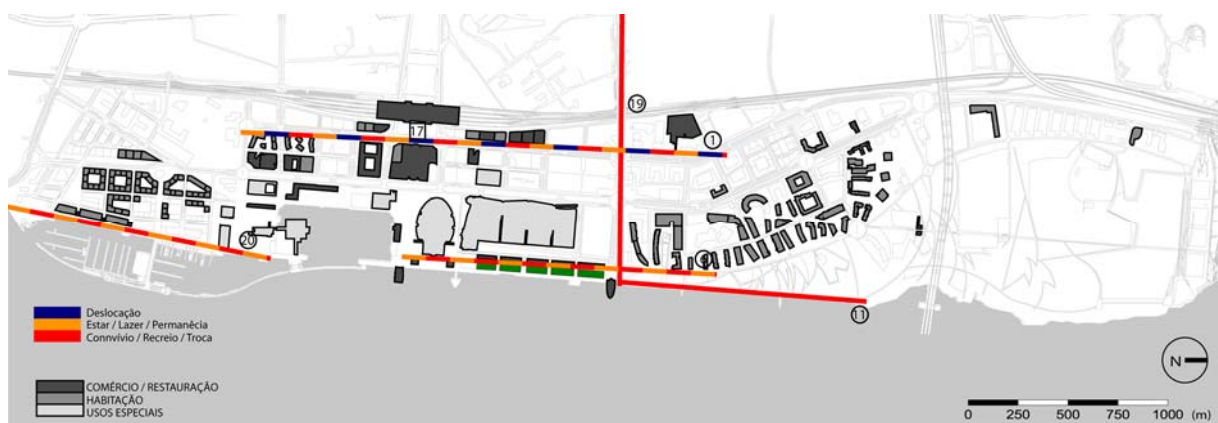 19
17
1
20
11
Deslocação
Estar / Lazer / Permanêcia
Connvívio / Recreio / Troca
COMÉRCIO / RESTAURAÇÃO
HABITAÇÃO
USOS ESPECIAIS
N
0 250 500 750 1000 (m)